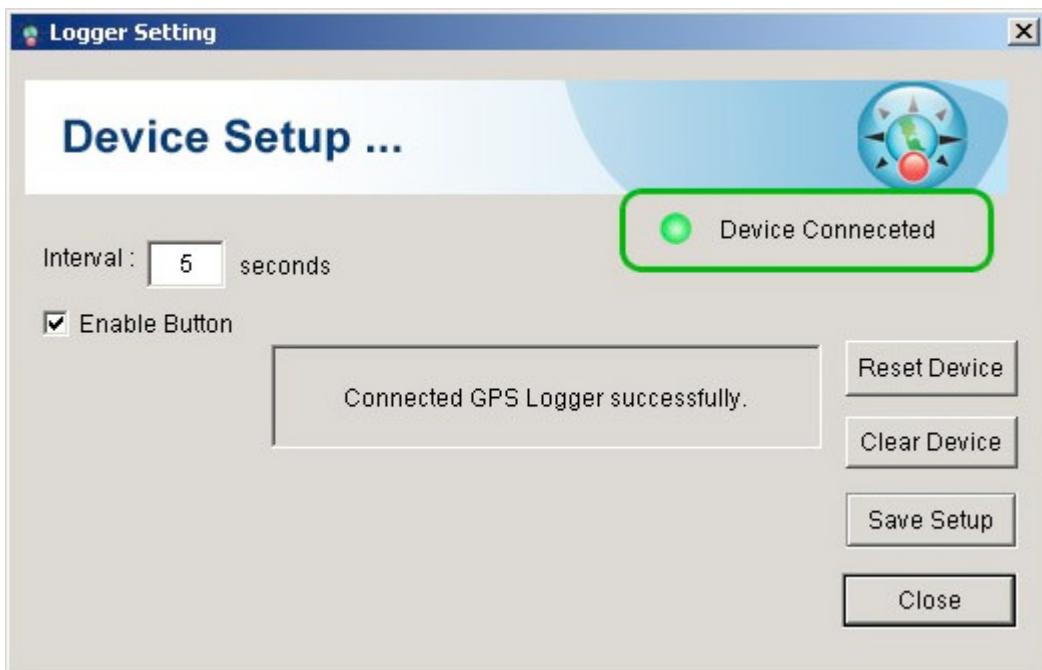 Logger Setting
Device Setup ...
Device Conneceted
Interval : 5 seconds
Enable Button
Connected GPS Logger successfully.
Reset Device
Clear Device
Save Setup
Close